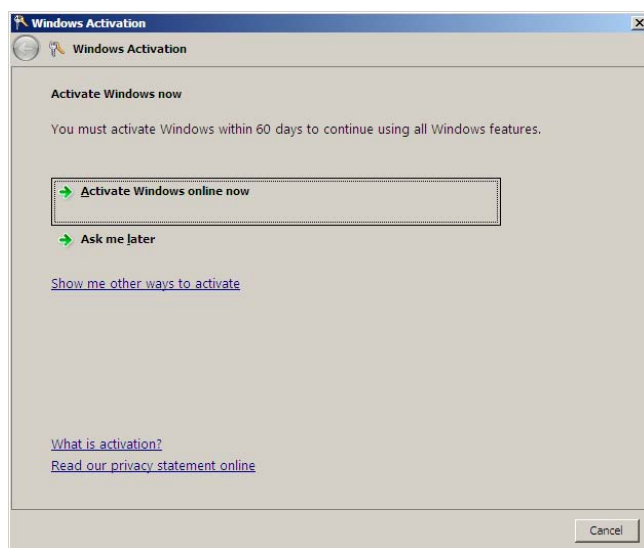 Windows Activation
Windows Activation
Activate Windows now
You must activate Windows within 60 days to continue using all Windows features.
Activate Windows online now
Ask me later
Show me other ways to activate
What is activation?
Read our privacy statement online
Cancel